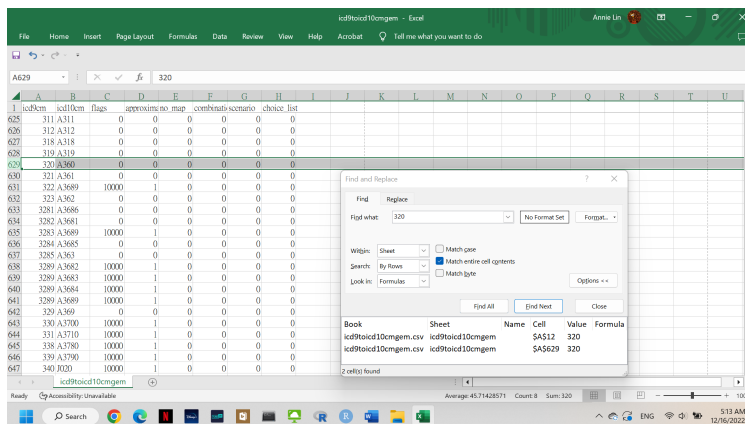 icd9toicd10cmgem - Excel
Annie Lin
File Home Insert Page Layout Formulas Data Review View Help Acrobat Tell me what you want to do
A629 fx 320
A B C D E F G H I J K L M N O P Q R S T U
1 icd9cm icd10cm flags approxima no_map combinati scenario choice_list
625 311 A311 0 0 0 0 0 0
626 312 A312 0 0 0 0 0 0
627 318 A318 0 0 0 0 0 0
628 319 A319 0 0 0 0 0 0
629 320 A360 0 0 0 0 0 0
630 321 A361 0 0 0 0 0 0
631 322 A3689 10000 1 0 0 0 0
632 323 A362 0 0 0 0 0 0
633 3281 A3686 0 0 0 0 0 0
634 3282 A3681 0 0 0 0 0 0
635 3283 A3689 10000 1 0 0 0 0
636 3284 A3685 0 0 0 0 0 0
637 3285 A363 0 0 0 0 0 0
638 3289 A3682 10000 1 0 0 0 0
639 3289 A3683 10000 1 0 0 0 0
640 3289 A3684 10000 1 0 0 0 0
641 3289 A3689 10000 1 0 0 0 0
642 329 A369 0 0 0 0 0 0
643 330 A3700 10000 1 0 0 0 0
644 331 A3710 10000 1 0 0 0 0
645 338 A3780 10000 1 0 0 0 0
646 339 A3790 10000 1 0 0 0 0
647 340 J020 10000 1 0 0 0 0
Find and Replace ? ×
Find Replace
Find what: 320 No Format Set Format...
Within: Sheet Match case
Search: By Rows Match entire cell contents
Look in: Formulas Match byte
Options <<
Find All Find Next Close
Book Sheet Name Cell Value Formula
icd9toicd10cmgem.csv icd9toicd10cmgem $A$12 320
icd9toicd10cmgem.csv icd9toicd10cmgem $A$629 320
2 cell(s) found
icd9toicd10cmgem
Ready Accessibility: Unavailable Average: 45.71428571 Count: 8 Sum: 320 100
Search ENG 5:13 AM
12/16/2022